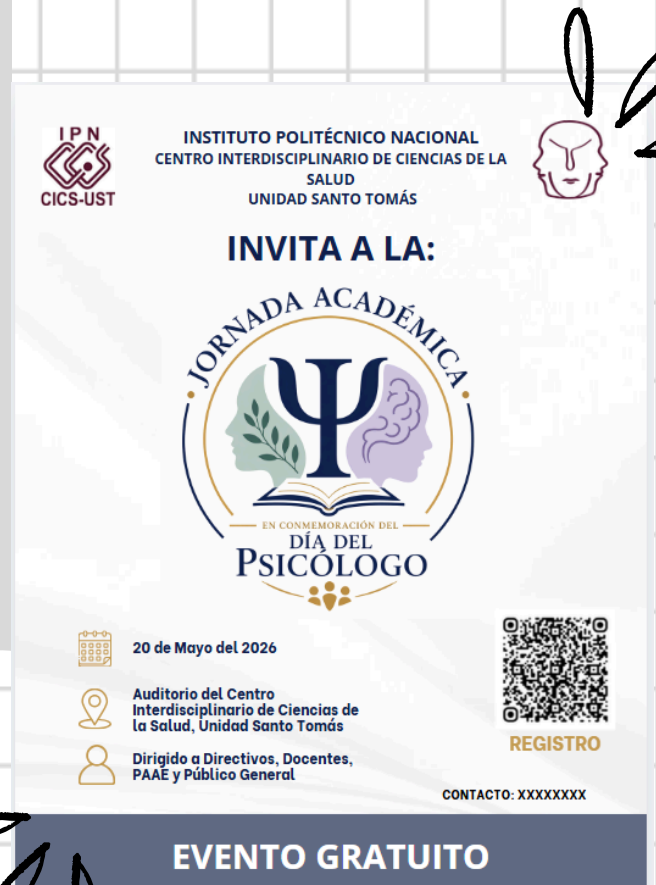 IPN
CICS-UST
INSTITUTO POLITÉCNICO NACIONAL
CENTRO INTERDISCIPLINARIO DE CIENCIAS DE LA
SALUD
UNIDAD SANTO TOMÁS
INVITA A LA:
JORNADA ACADÉMICA
Ψ
EN CONMEMORACIÓN DEL
DÍA DEL
PSICÓLOGO
20 de Mayo del 2026
Auditorio del Centro
Interdisciplinario de Ciencias de
la Salud, Unidad Santo Tomás
Dirigido a Directivos, Docentes,
PAAE y Público General
REGISTRO
CONTACTO: XXXXXXXX
EVENTO GRATUITO